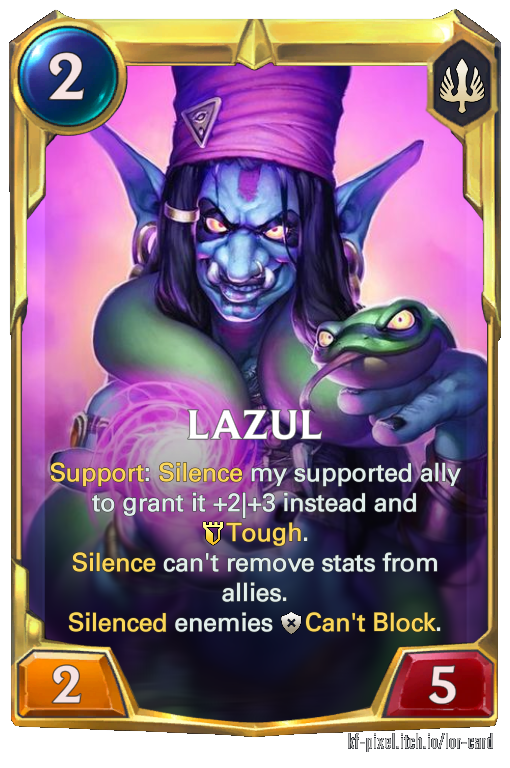 2
LAZUL
Support: Silence my supported ally
to grant it +2|+3 instead and
Tough.
Silence can't remove stats from
allies.
Silenced enemies Can't Block.
2
5
kf-pixel.itch.io/lor-card